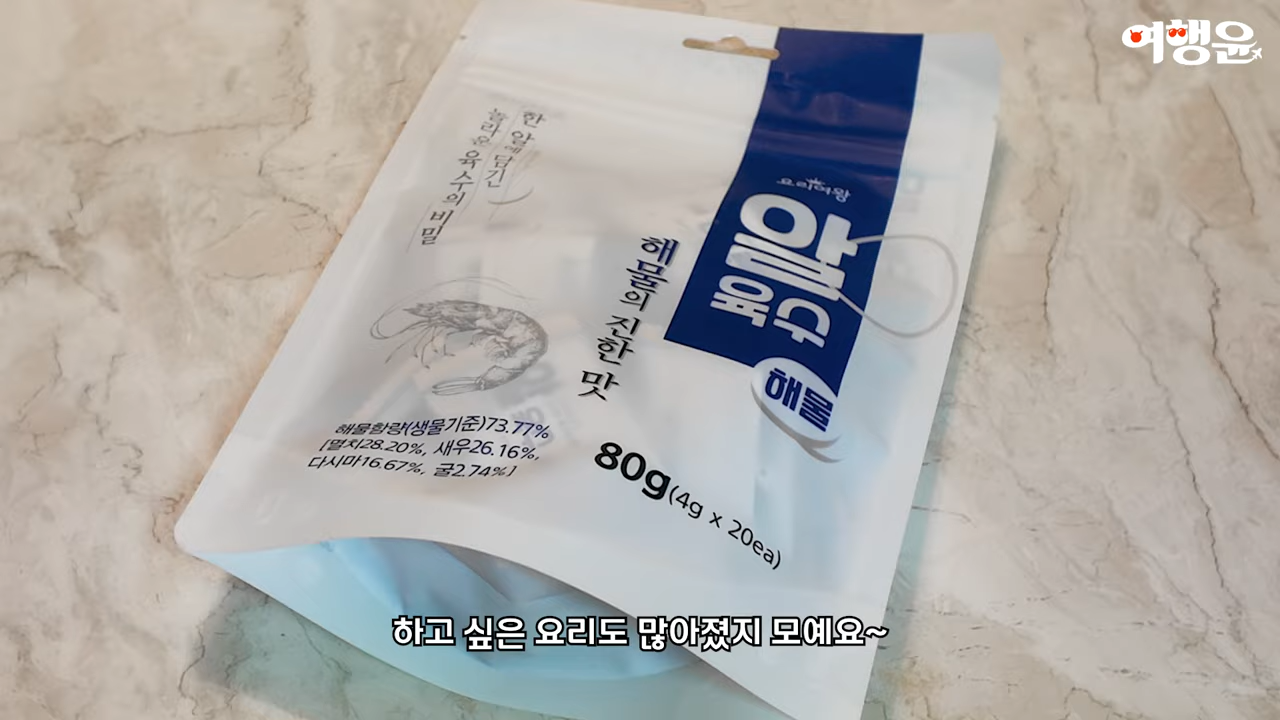 여행윤
한 알에 담긴
놀라운 육수의 비밀
요리여왕
알
육수
해물
해물의 진한 맛
해물함량(생물기준)73.77%
[멸치28.20%, 새우26.16%,
다시마16.67%, 굴2.74%]
80g(4g x 20ea)
하고 싶은 요리도 많아졌지 모예요~